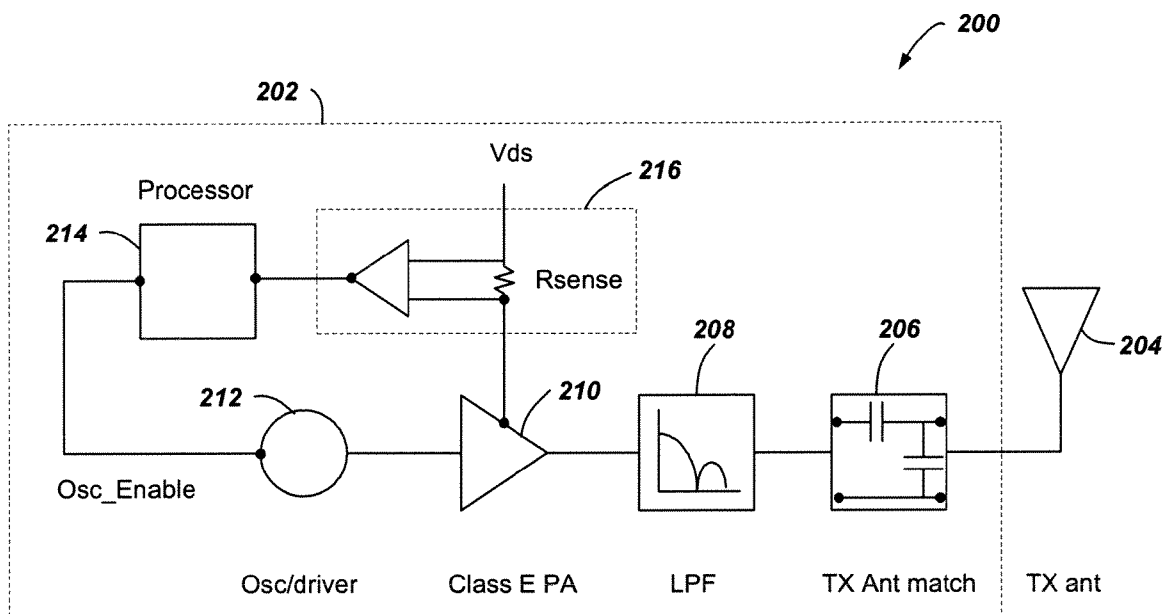 200
202
Vds
216
Processor
214
Rsense
208
206
204
212
210
Osc_Enable
Osc/driver
Class E PA
LPF
TX Ant match
TX ant